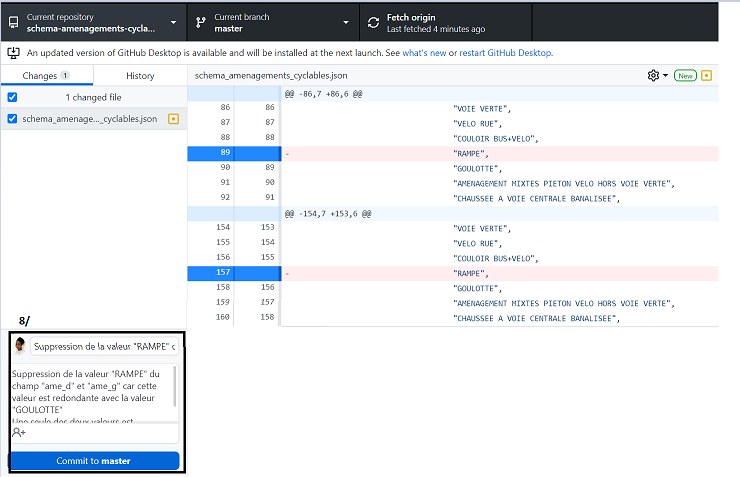 Current repository
schema-amenagements-cycla...
Current branch
master
Fetch origin
Last fetched 4 minutes ago
An updated version of GitHub Desktop is available and will be installed at the next launch. See what's new or restart GitHub Desktop.
Changes 1
History
schema_amenagements_cyclables.json
New
1 changed file
schema_amenage..._cyclables.json
@@ -86,7 +86,6 @@
86 86 "VOIE VERTE",
87 87 "VELO RUE",
88 88 "COULOIR BUS+VELO",
89 - "RAMPE",
90 89 "GOULOTTE",
91 90 "AMENAGEMENT MIXTES PIETON VELO HORS VOIE VERTE",
92 91 "CHAUSSEE A VOIE CENTRALE BANALISEE",
@@ -154,7 +153,6 @@
154 153 "VOIE VERTE",
155 154 "VELO RUE",
156 155 "COULOIR BUS+VELO",
157 - "RAMPE",
158 156 "GOULOTTE",
159 157 "AMENAGEMENT MIXTES PIETON VELO HORS VOIE VERTE",
160 158 "CHAUSSEE A VOIE CENTRALE BANALISEE",
8/
Suppression de la valeur "RAMPE" c
Suppression de la valeur "RAMPE" du
champ "ame_d" et "ame_g" car cette
valeur est redondante avec la valeur
"GOULOTTE"
Une seule des deux valeurs est
Commit to master